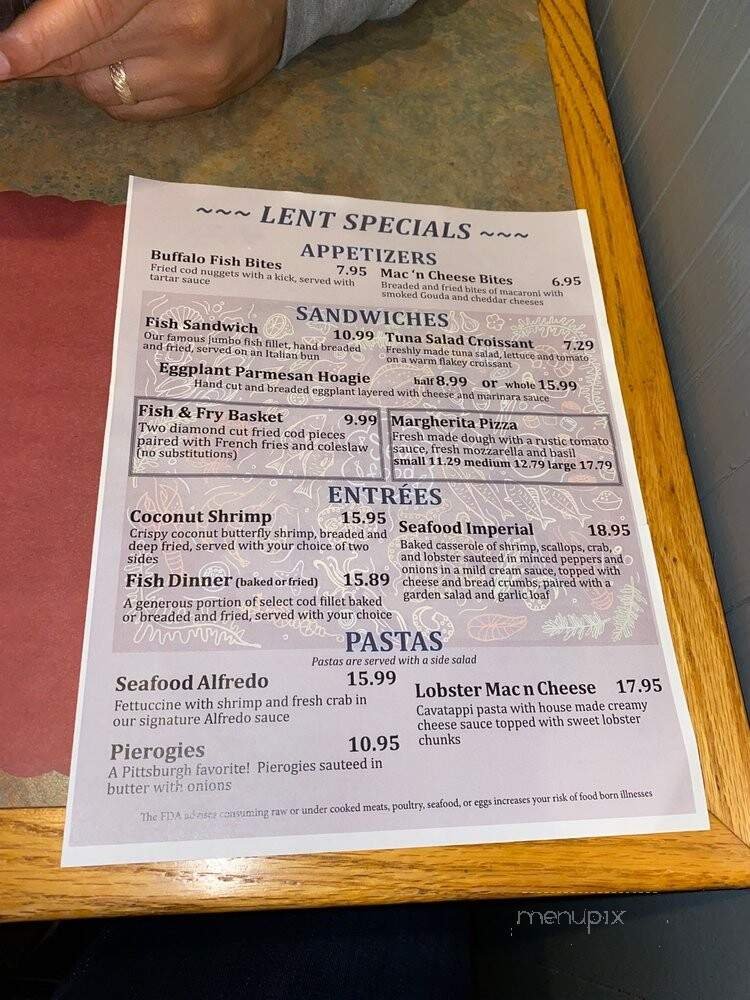 ~~~ LENT SPECIALS ~~~
APPETIZERS
Buffalo Fish Bites 7.95
Fried cod nuggets with a kick, served with
tartar sauce
Mac 'n Cheese Bites 6.95
Breaded and fried bites of macaroni with
smoked Gouda and cheddar cheeses
SANDWICHES
Fish Sandwich 10.99
Our famous jumbo fish fillet, hand breaded
and fried, served on an Italian bun
Tuna Salad Croissant 7.29
Freshly made tuna salad, lettuce and tomato
on a warm flakey croissant
Eggplant Parmesan Hoagie half 8.99 or whole 15.99
Hand cut and breaded eggplant layered with cheese and marinara sauce
Fish & Fry Basket 9.99
Two diamond cut fried cod pieces
paired with French fries and coleslaw
(no substitutions)
Margherita Pizza
Fresh made dough with a rustic tomato
sauce, fresh mozzarella and basil
small 11.29 medium 12.79 large 17.79
ENTRÉES
Coconut Shrimp 15.95
Crispy coconut butterfly shrimp, breaded and
deep fried, served with your choice of two
sides
Fish Dinner (baked or fried) 15.89
A generous portion of select cod fillet baked
or breaded and fried, served with your choice
Seafood Imperial 18.95
Baked casserole of shrimp, scallops, crab,
and lobster sauteed in minced peppers and
onions in a mild cream sauce, topped with
cheese and bread crumbs, paired with a
garden salad and garlic loaf
PASTAS
Pastas are served with a side salad
Seafood Alfredo 15.99
Fettuccine with shrimp and fresh crab in
our signature Alfredo sauce
Pierogies 10.95
A Pittsburgh favorite! Pierogies sauteed in
butter with onions
Lobster Mac n Cheese 17.95
Cavatappi pasta with house made creamy
cheese sauce topped with sweet lobster
chunks
The FDA advises consuming raw or under cooked meats, poultry, seafood, or eggs increases your risk of food born illnesses
menupix